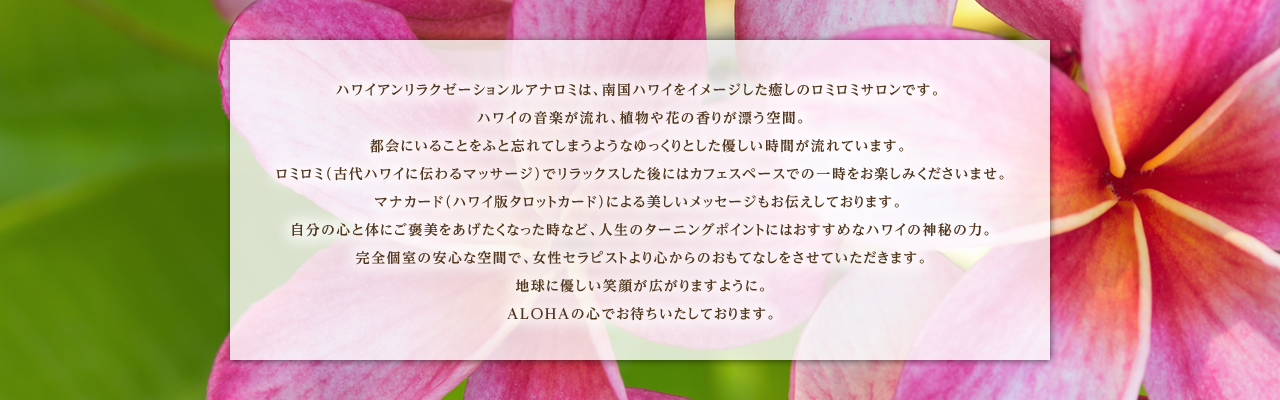 ハワイアンリラクゼーションルアナロミは、南国ハワイをイメージした癒しのロミロミサロンです。
ハワイの音楽が流れ、植物や花の香りが漂う空間。
都会にいることをふと忘れてしまうようなゆっくりとした優しい時間が流れています。
ロミロミ（古代ハワイに伝わるマッサージ）でリラックスした後にはカフェスペースでの一時をお楽しみくださいませ。
マナカード（ハワイ版タロットカード）による美しいメッセージもお伝えしております。
自分の心と体にご褒美をあげたくなった時など、人生のターニングポイントにはおすすめなハワイの神秘の力。
完全個室の安心な空間で、女性セラピストより心からのおもてなしをさせていただきます。
地球に優しい笑顔が広がりますように。
ALOHAの心でお待ちいたしております。